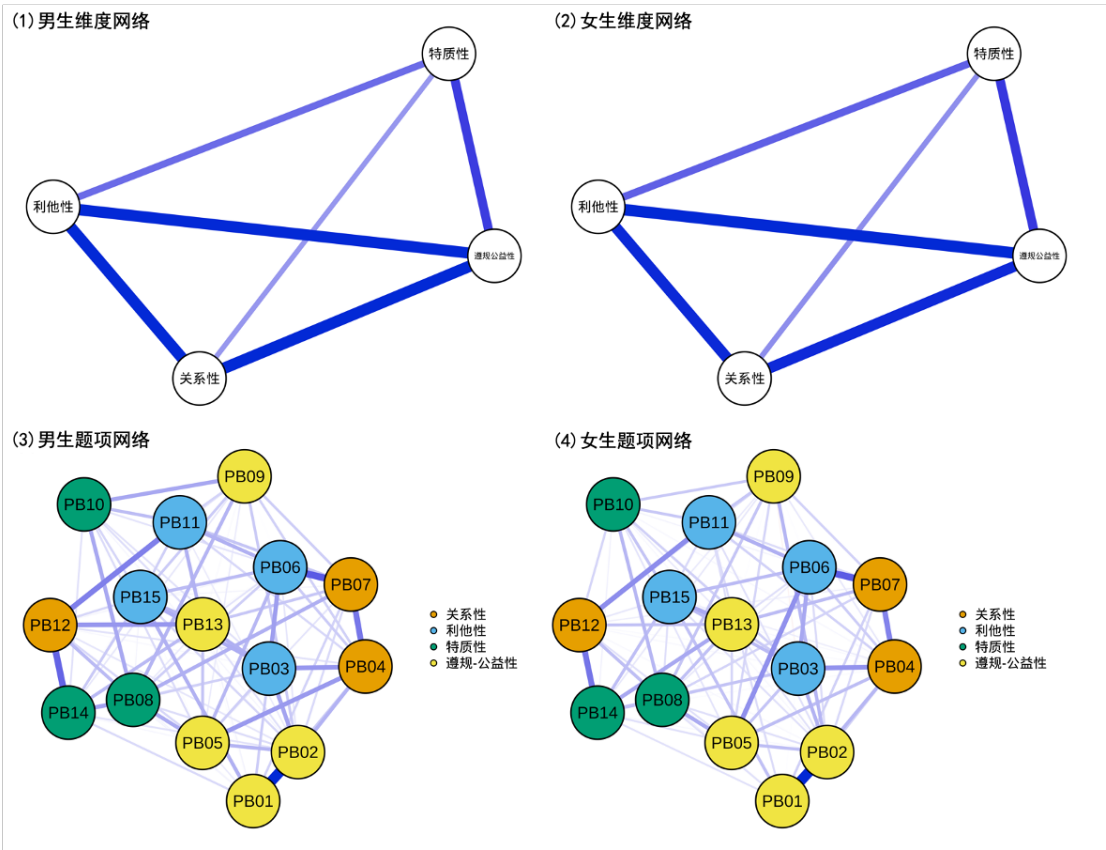 (1)男生维度网络
特质性
利他性
遵规公益性
关系性
(2)女生维度网络
特质性
利他性
遵规公益性
关系性
(3)男生题项网络
PB09
PB10
PB11
PB06
PB07
PB15
PB12
PB13
PB03
PB04
PB08
PB14
PB05
PB02
PB01
关系性
利他性
特质性
遵规-公益性
(4)女生题项网络
PB09
PB10
PB11
PB06
PB07
PB15
PB12
PB13
PB03
PB04
PB08
PB14
PB05
PB02
PB01
关系性
利他性
特质性
遵规-公益性